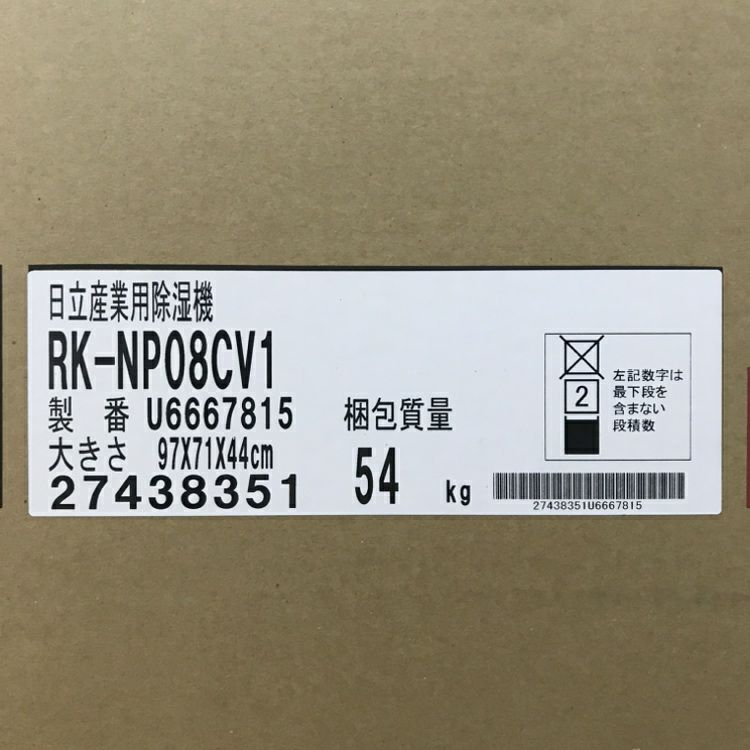 日立産業用除湿機
RK-NP08CV1
製 番 U6667815
大きさ 97X71X44cm
27438351
梱包質量
54 kg
2
左記数字は
最下段を
含まない
段積数
27438351U6667815